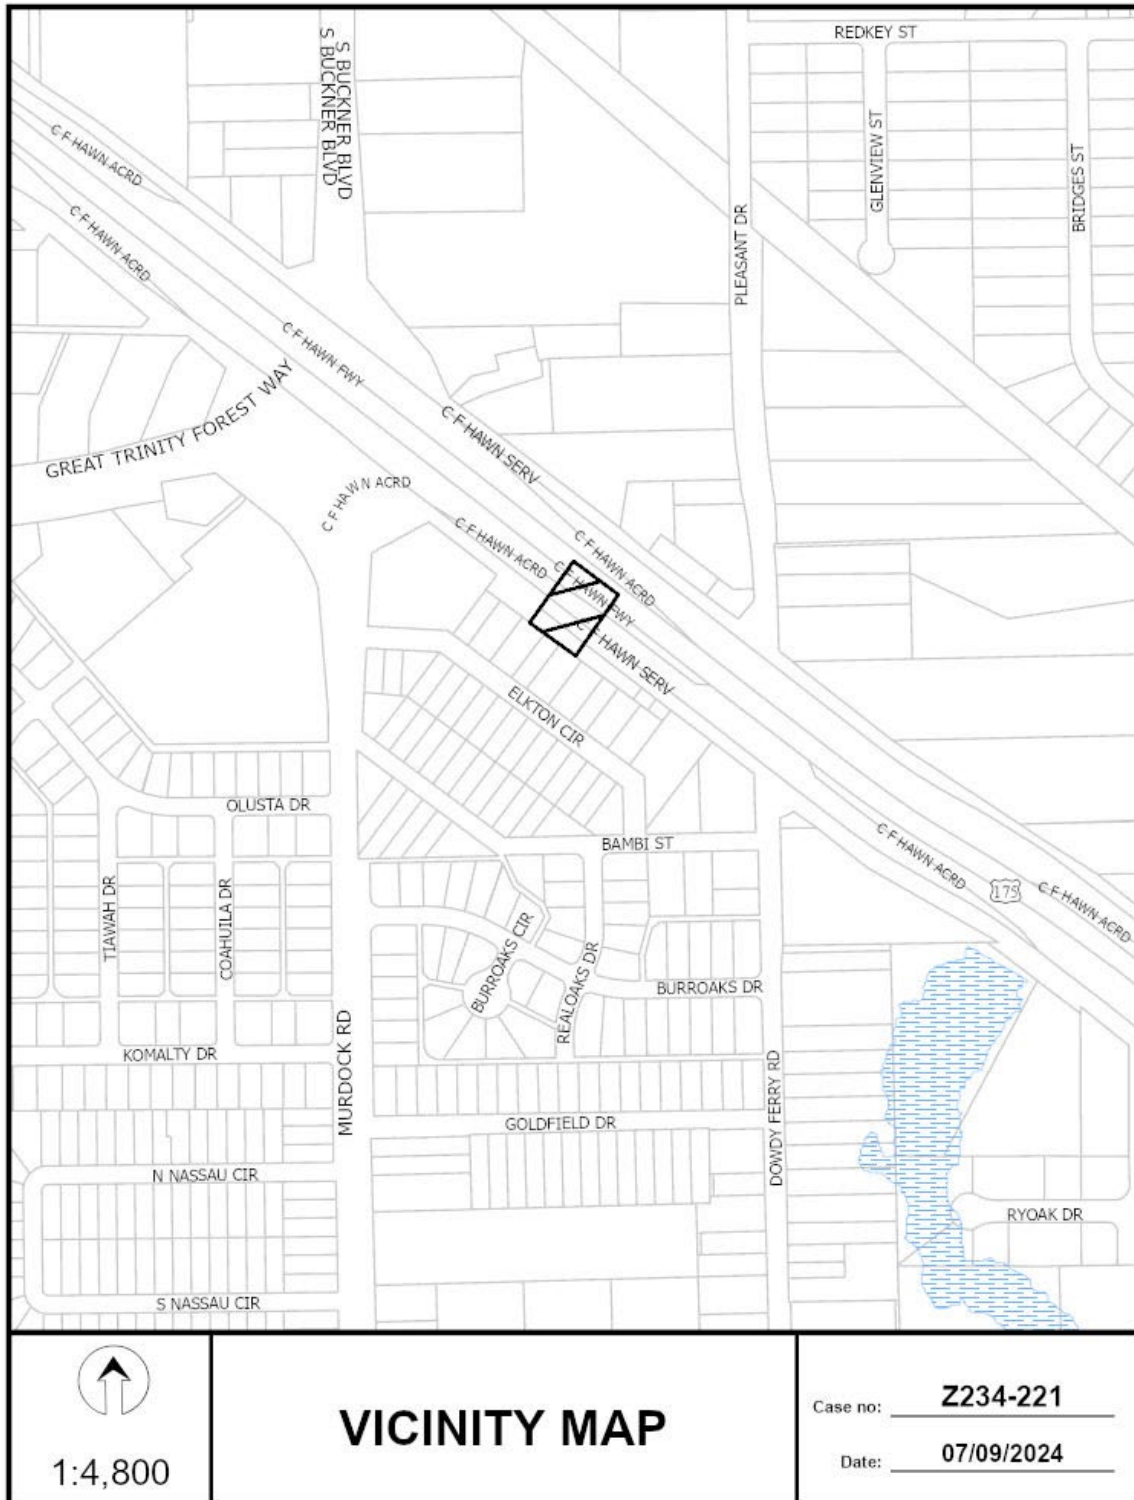 REDKEY ST
S BUCKNER BLVD
S BUCKNER BLVD
GLENVIEW ST
BRIDGES ST
C F HAWN ACRD
PLEASANT DR
C F HAWN ACRD
C F HAWN FWY
GREAT TRINITY FOREST WAY
C F HAWN SERV
C F HAWN ACRD
C F HAWN ACRD
C F HAWN ACRD
C F HAWN FWY
C F HAWN SERV
ELKTON CIR
OLUSTA DR
BAMBI ST
C F HAWN ACRD
175
C F HAWN ACRD
TIAWAH DR
COAHUILA DR
BURROAKS CIR
REALOAKS DR
BURROAKS DR
KOMALTY DR
MURDOCK RD
DOWDY FERRY RD
GOLDFIELD DR
N NASSAU CIR
RYOAK DR
S NASSAU CIR
1:4,800
VICINITY MAP
Case no: Z234-221
Date: 07/09/2024